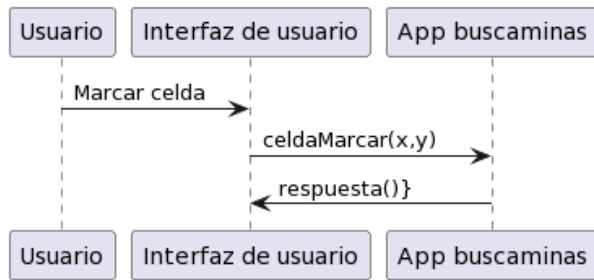 Usuario Interfaz de usuario App buscaminas
Marcar celda
celdaMarcar(x,y)
respuesta()}
Usuario Interfaz de usuario App buscaminas